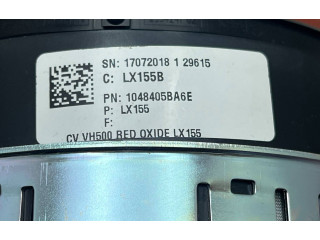 SN: 17072018 1 29615
C: LX155B
PN: 1048405BA6E
P: LX155
F:
CV VH500 RED OXIDE LX155